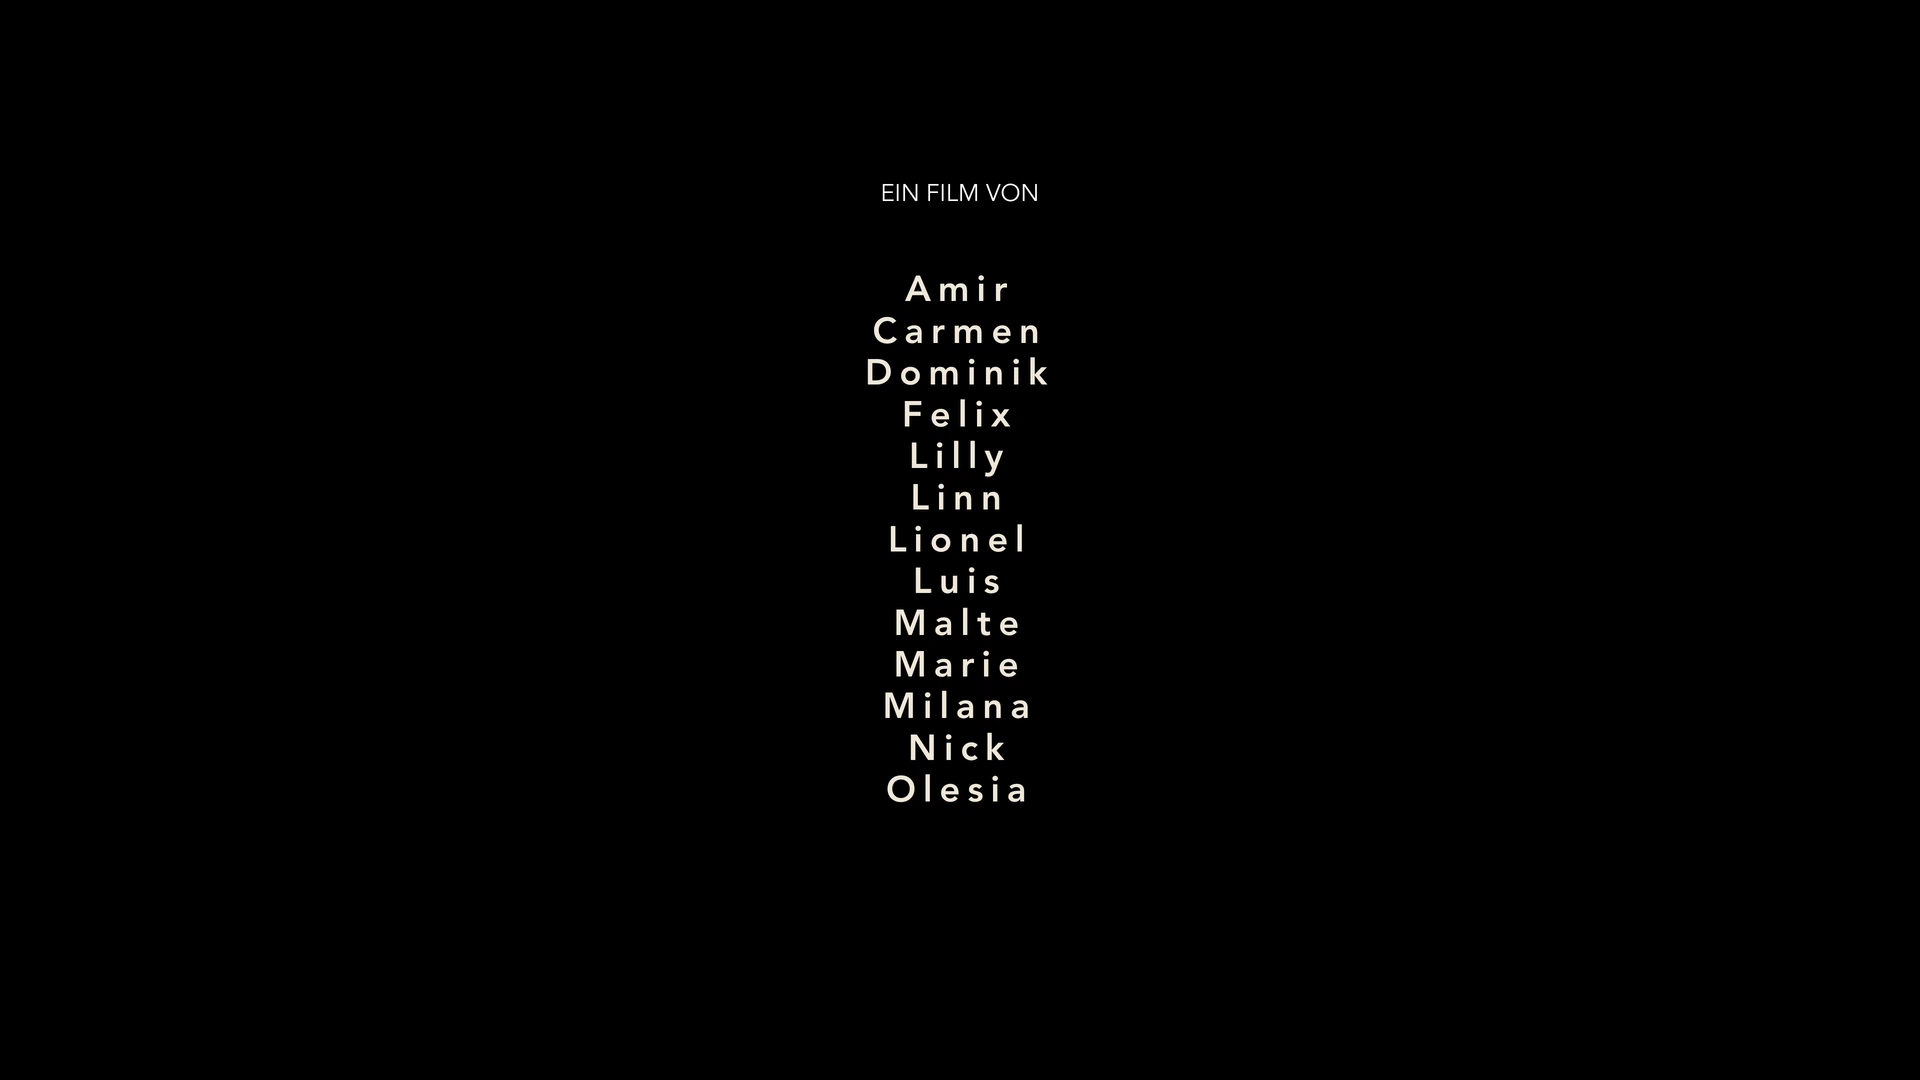 EIN FILM VON
Amir
Carmen
Dominik
Felix
Lilly
Linn
Lionel
Luis
Malte
Marie
Milana
Nick
Olesia